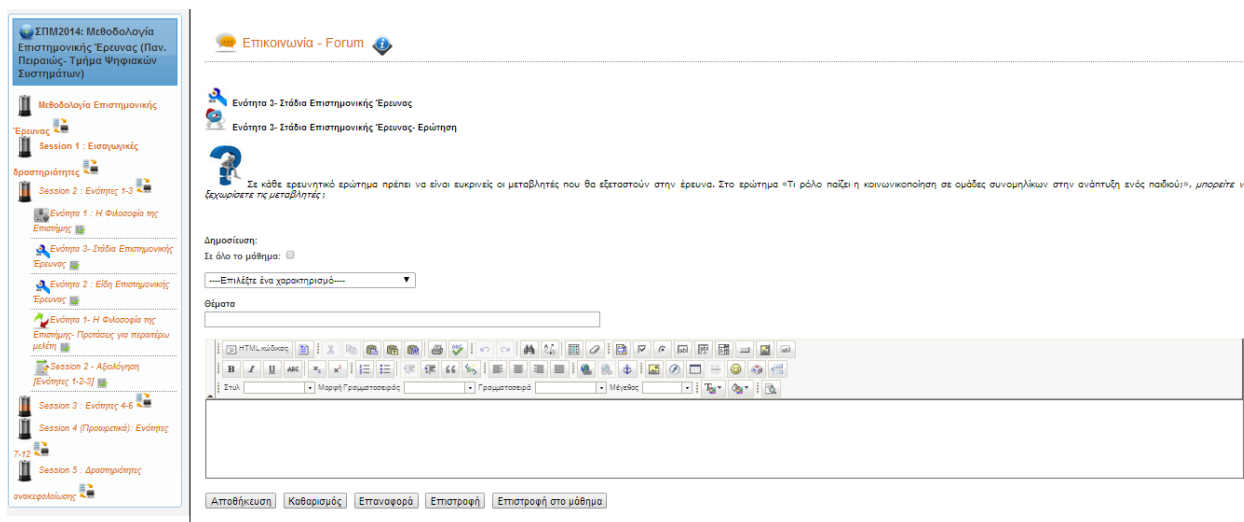 ΣΠΜ2014: Μεθοδολογία
Επιστημονικής Έρευνας (Παν.
Πειραιώς- Τμήμα Ψηφιακών
Συστημάτων)
Μεθοδολογία Επιστημονικής
Έρευνας
Session 1 : Εισαγωγικές
δραστηριότητες
Session 2 : Ενότητες 1-3
Ενότητα 1 : Η Φιλοσοφία της
Επιστήμης
Ενότητα 3- Στάδια Επιστημονικής
Έρευνας
Ενότητα 2 : Είδη Επιστημονικής
Έρευνας
Ενότητα 1- Η Φιλοσοφία της
Επιστήμης- Προτάσεις για περαιτέρω
μελέτη
Session 2 - Αξιολόγηση
[Ενότητες 1-2-3]
Session 3 : Ενότητες 4-6
Session 4 (Προαιρετικά): Ενότητες
7-12
Session 5 : Δραστηριότητες
ανακεφαλαίωσης
Επικοινωνία - Forum
Ενότητα 3- Στάδια Επιστημονικής Έρευνας
Ενότητα 3- Στάδια Επιστημονικής Έρευνας- Ερώτηση
Σε κάθε ερευνητικό ερώτημα πρέπει να είναι ευκρινείς οι μεταβλητές που θα εξεταστούν στην έρευνα. Στο ερώτημα «Τι ρόλο παίζει η κοινωνικοποίηση σε ομάδες συνομηλίκων στην ανάπτυξη ενός παιδιού;», μπορείτε ν
ξεχωρίσετε τις μεταβλητές;
Δημοσίευση:
Σε όλο το μάθημα:
----Επιλέξτε ένα χαρακτηρισμό----
Θέματα
HTML κώδικας
B I U ABC x₂ x²
Στυλ Μορφή Γραμματοσειράς Γραμματοσειρά Μέγεθος
Αποθήκευση Καθαρισμός Επαναφορά Επιστροφή Επιστροφή στο μάθημα